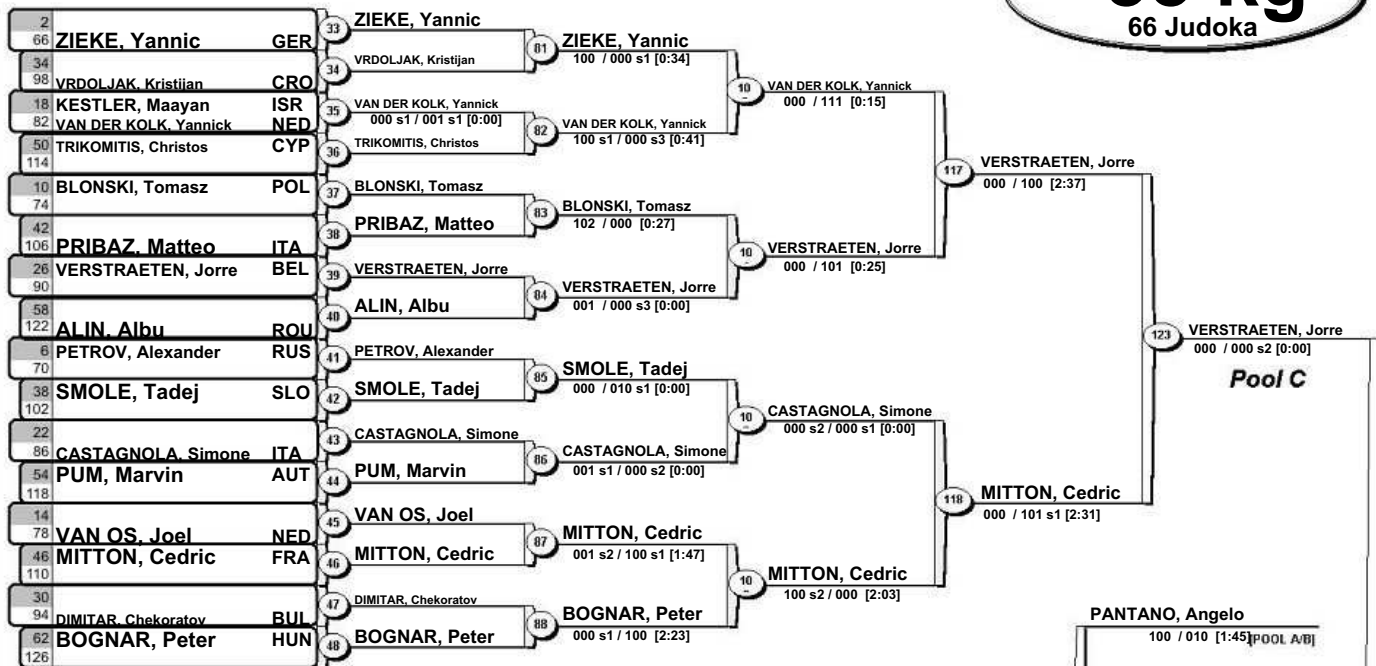 66 Judoka
2
66 ZIEKE, Yannic GER
34
98 VRDOLJAK, Kristijan CRO
18 KESTLER, Maayan ISR
82 VAN DER KOLK, Yannick NED
50 TRIKOMITIS, Christos CYP
114
10 BLONSKI, Tomasz POL
74
42
106 PRIBAZ, Matteo ITA
26 VERSTRAETEN, Jorre BEL
90
58
122 ALIN, Albu ROU
6 PETROV, Alexander RUS
70
38 SMOLE, Tadej SLO
102
22
86 CASTAGNOLA, Simone ITA
54 PUM, Marvin AUT
118
14
78 VAN OS, Joel NED
46 MITTON, Cedric FRA
110
30
94 DIMITAR, Chekoratov BUL
62 BOGNAR, Peter HUN
126
33 ZIEKE, Yannic
34 VRDOLJAK, Kristijan
35 VAN DER KOLK, Yannick
000 s1 / 001 s1 [0:00]
36 TRIKOMITIS, Christos
37 BLONSKI, Tomasz
38 PRIBAZ, Matteo
39 VERSTRAETEN, Jorre
40 ALIN, Albu
41 PETROV, Alexander
42 SMOLE, Tadej
43 CASTAGNOLA, Simone
44 PUM, Marvin
45 VAN OS, Joel
46 MITTON, Cedric
47 DIMITAR, Chekoratov
48 BOGNAR, Peter
81 ZIEKE, Yannic
100 / 000 s1 [0:34]
82 VAN DER KOLK, Yannick
100 s1 / 000 s3 [0:41]
83 BLONSKI, Tomasz
102 / 000 [0:27]
84 VERSTRAETEN, Jorre
001 / 000 s3 [0:00]
85 SMOLE, Tadej
000 / 010 s1 [0:00]
86 CASTAGNOLA, Simone
001 s1 / 000 s2 [0:00]
87 MITTON, Cedric
001 s2 / 100 s1 [1:47]
88 BOGNAR, Peter
000 s1 / 100 [2:23]
10 VAN DER KOLK, Yannick
000 / 111 [0:15]
10 VERSTRAETEN, Jorre
000 / 101 [0:25]
10 CASTAGNOLA, Simone
000 s2 / 000 s1 [0:00]
10 MITTON, Cedric
100 s2 / 000 [2:03]
117 VERSTRAETEN, Jorre
000 / 100 [2:37]
118 MITTON, Cedric
000 / 101 s1 [2:31]
123 VERSTRAETEN, Jorre
000 / 000 s2 [0:00]
Pool C
PANTANO, Angelo
100 / 010 [1:45] [POOL A/B]